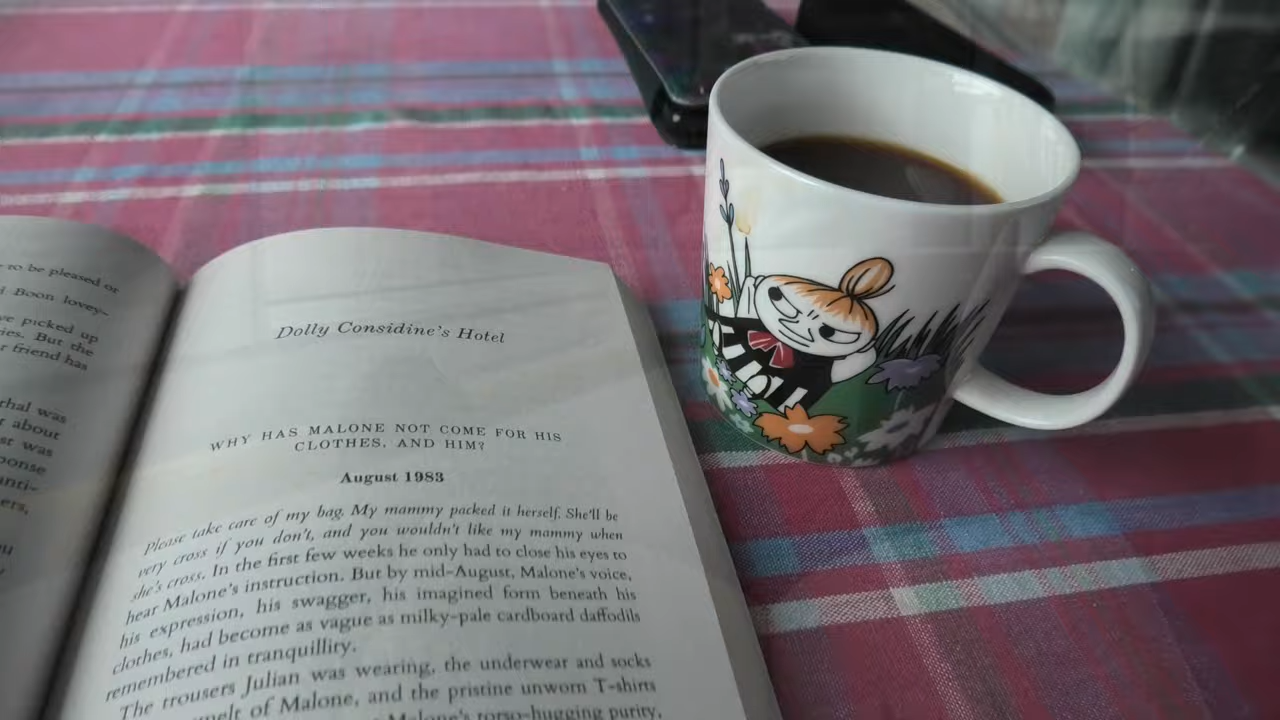 to be pleased or
Boon lovey-
ve picked up
ies. But the
r friend has
thal was
t about
st was
ponse
anti-
ers,
Dolly Considine's Hotel
WHY HAS MALONE NOT COME FOR HIS
CLOTHES, AND HIM?
August 1983
Please take care of my bag. My mammy packed it herself. She'll be
very cross if you don't, and you wouldn't like my mammy when
she's cross. In the first few weeks he only had to close his eyes to
hear Malone's instruction. But by mid-August, Malone's voice,
his expression, his swagger, his imagined form beneath his
clothes, had become as vague as milky-pale cardboard daffodils
remembered in tranquillity.
The trousers Julian was wearing, the underwear and socks
smelt of Malone, and the pristine unworn T-shirts
Malone's torso-hugging purity,